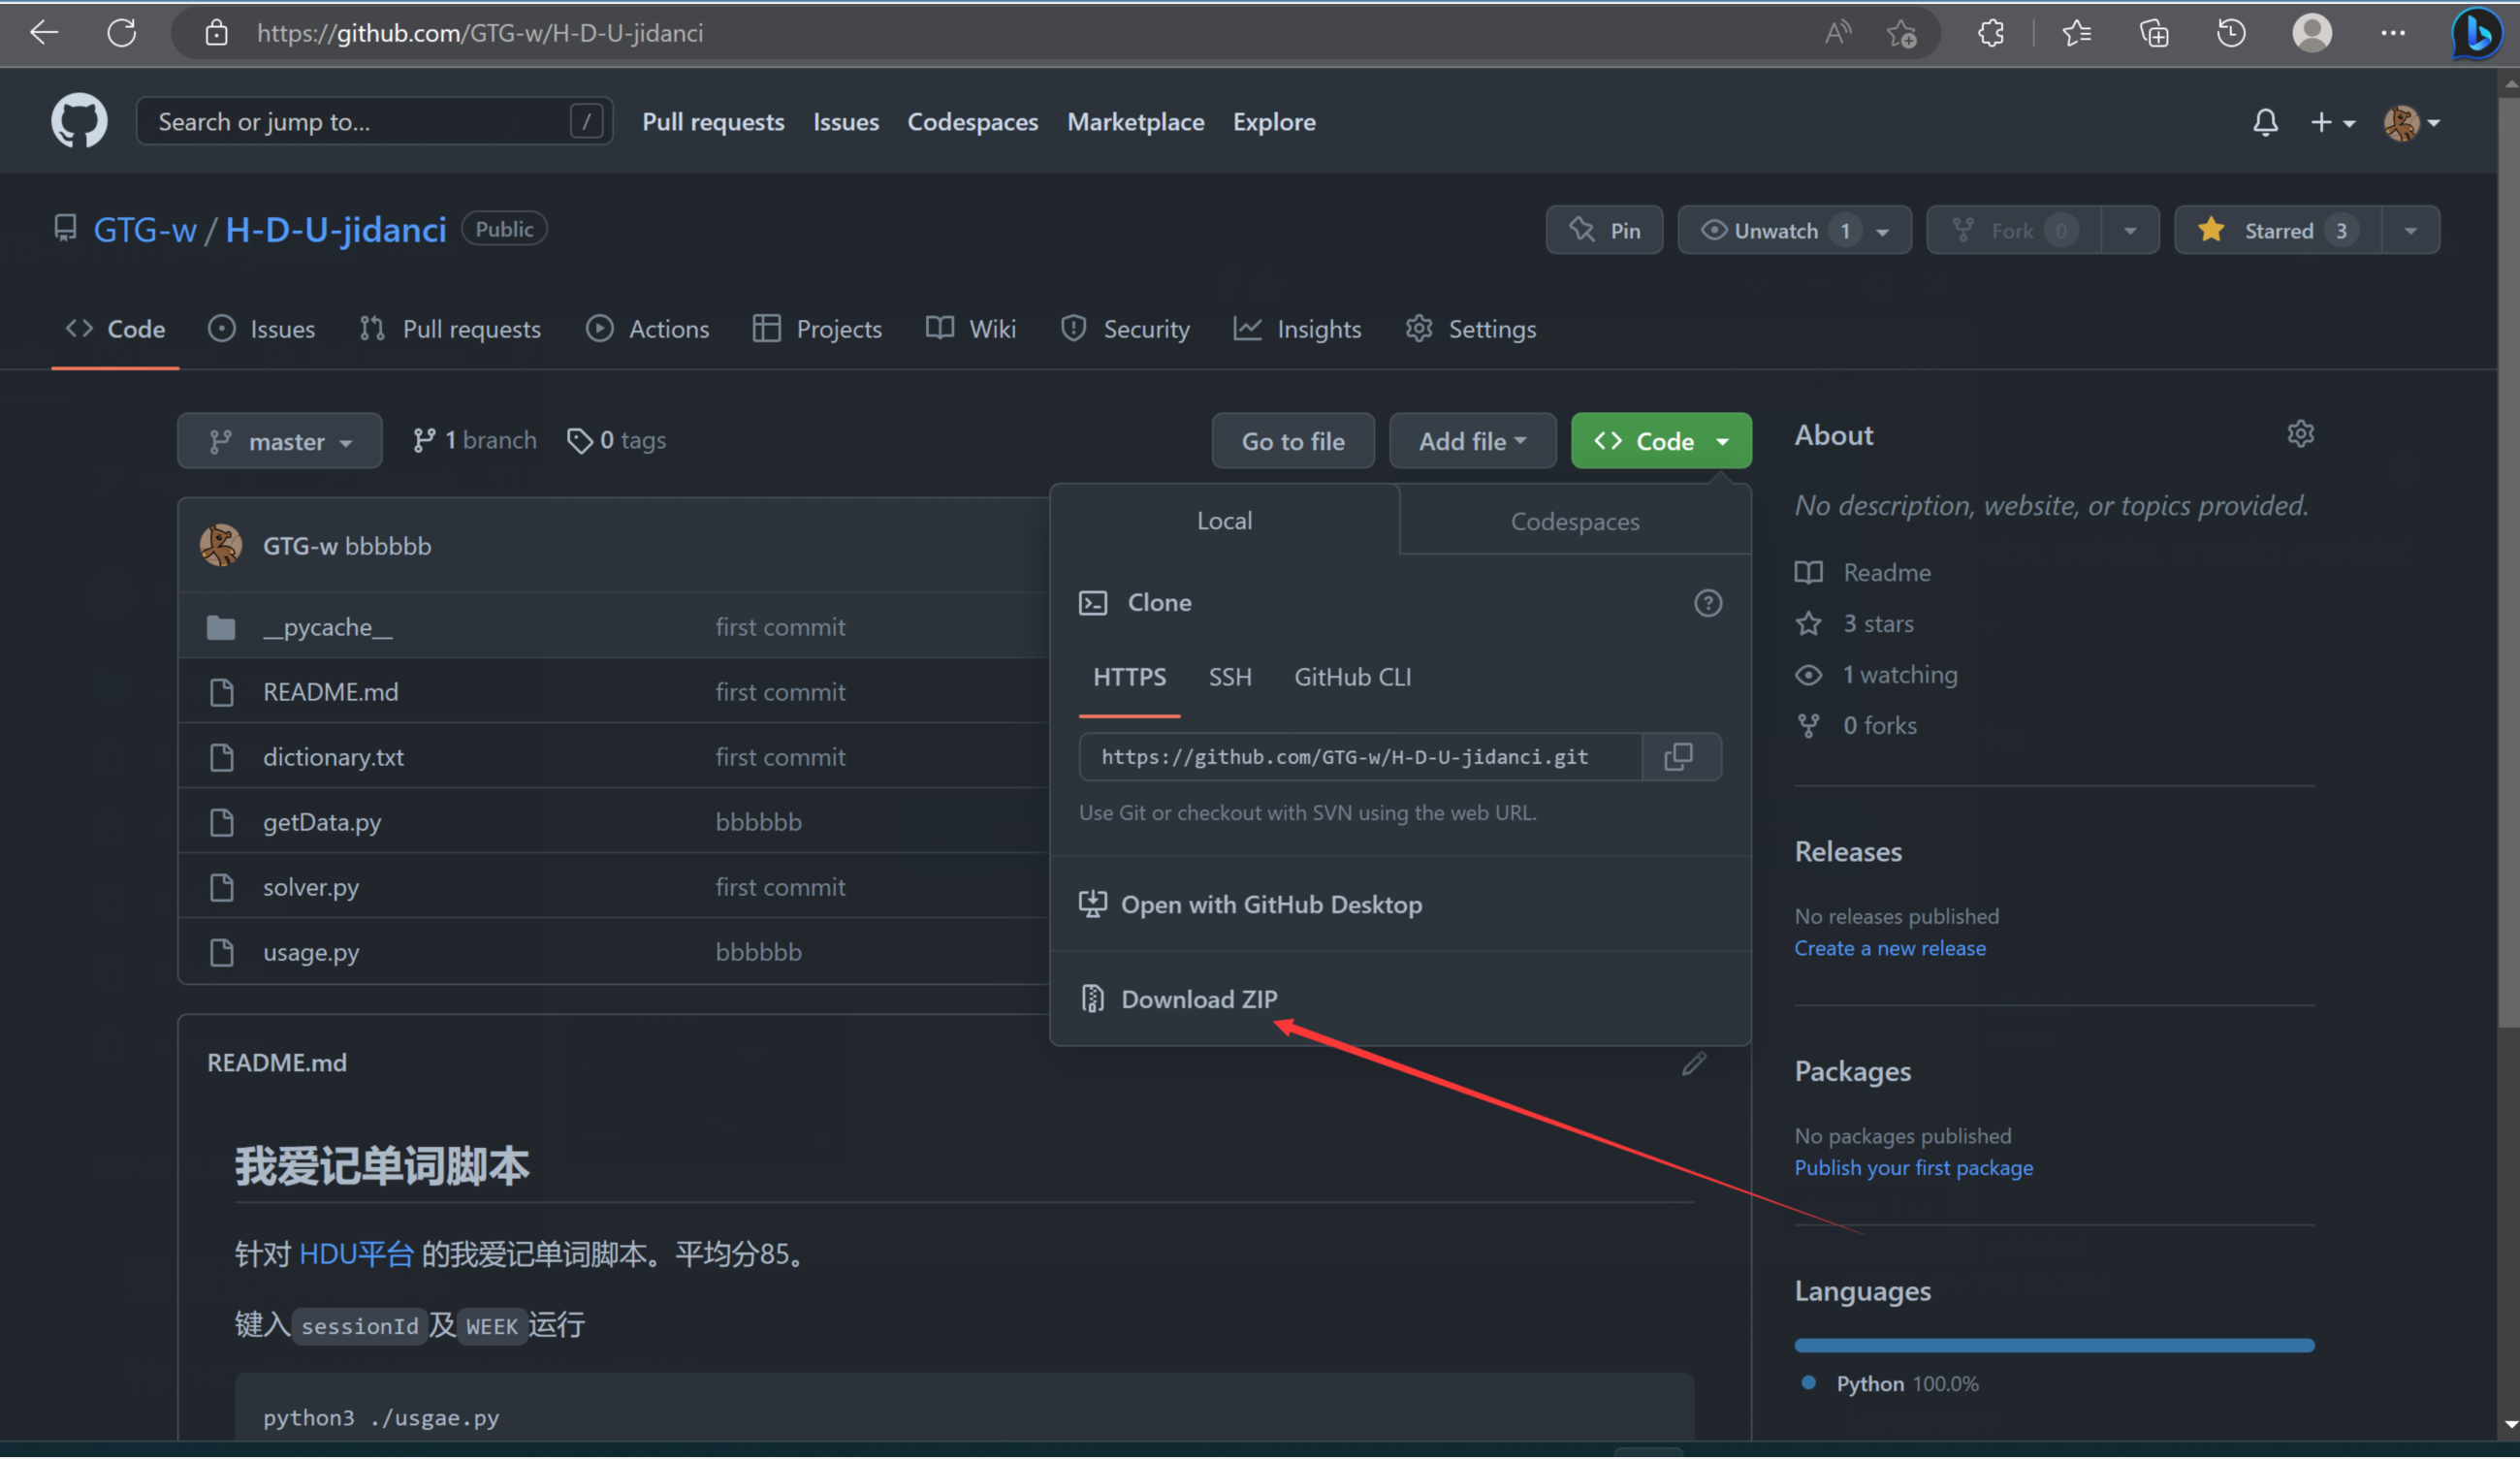 https://github.com/GTG-w/H-D-U-jidanci
Search or jump to... /
Pull requests
Issues
Codespaces
Marketplace
Explore
GTG-w / H-D-U-jidanci Public
Pin
Unwatch 1
Fork 0
Starred 3
Code
Issues
Pull requests
Actions
Projects
Wiki
Security
Insights
Settings
master
1 branch
0 tags
Go to file
Add file
Code
Local
Codespaces
Clone
HTTPS
SSH
GitHub CLI
https://github.com/GTG-w/H-D-U-jidanci.git
Use Git or checkout with SVN using the web URL.
Open with GitHub Desktop
Download ZIP
GTG-w bbbbbb
__pycache__ first commit
README.md first commit
dictionary.txt first commit
getData.py bbbbbb
solver.py first commit
usage.py bbbbbb
README.md
我爱记单词脚本
针对 HDU平台 的我爱记单词脚本。平均分85。
键入 sessionId 及 WEEK 运行
python3 ./usgae.py
About
No description, website, or topics provided.
Readme
3 stars
1 watching
0 forks
Releases
No releases published
Create a new release
Packages
No packages published
Publish your first package
Languages
Python 100.0%